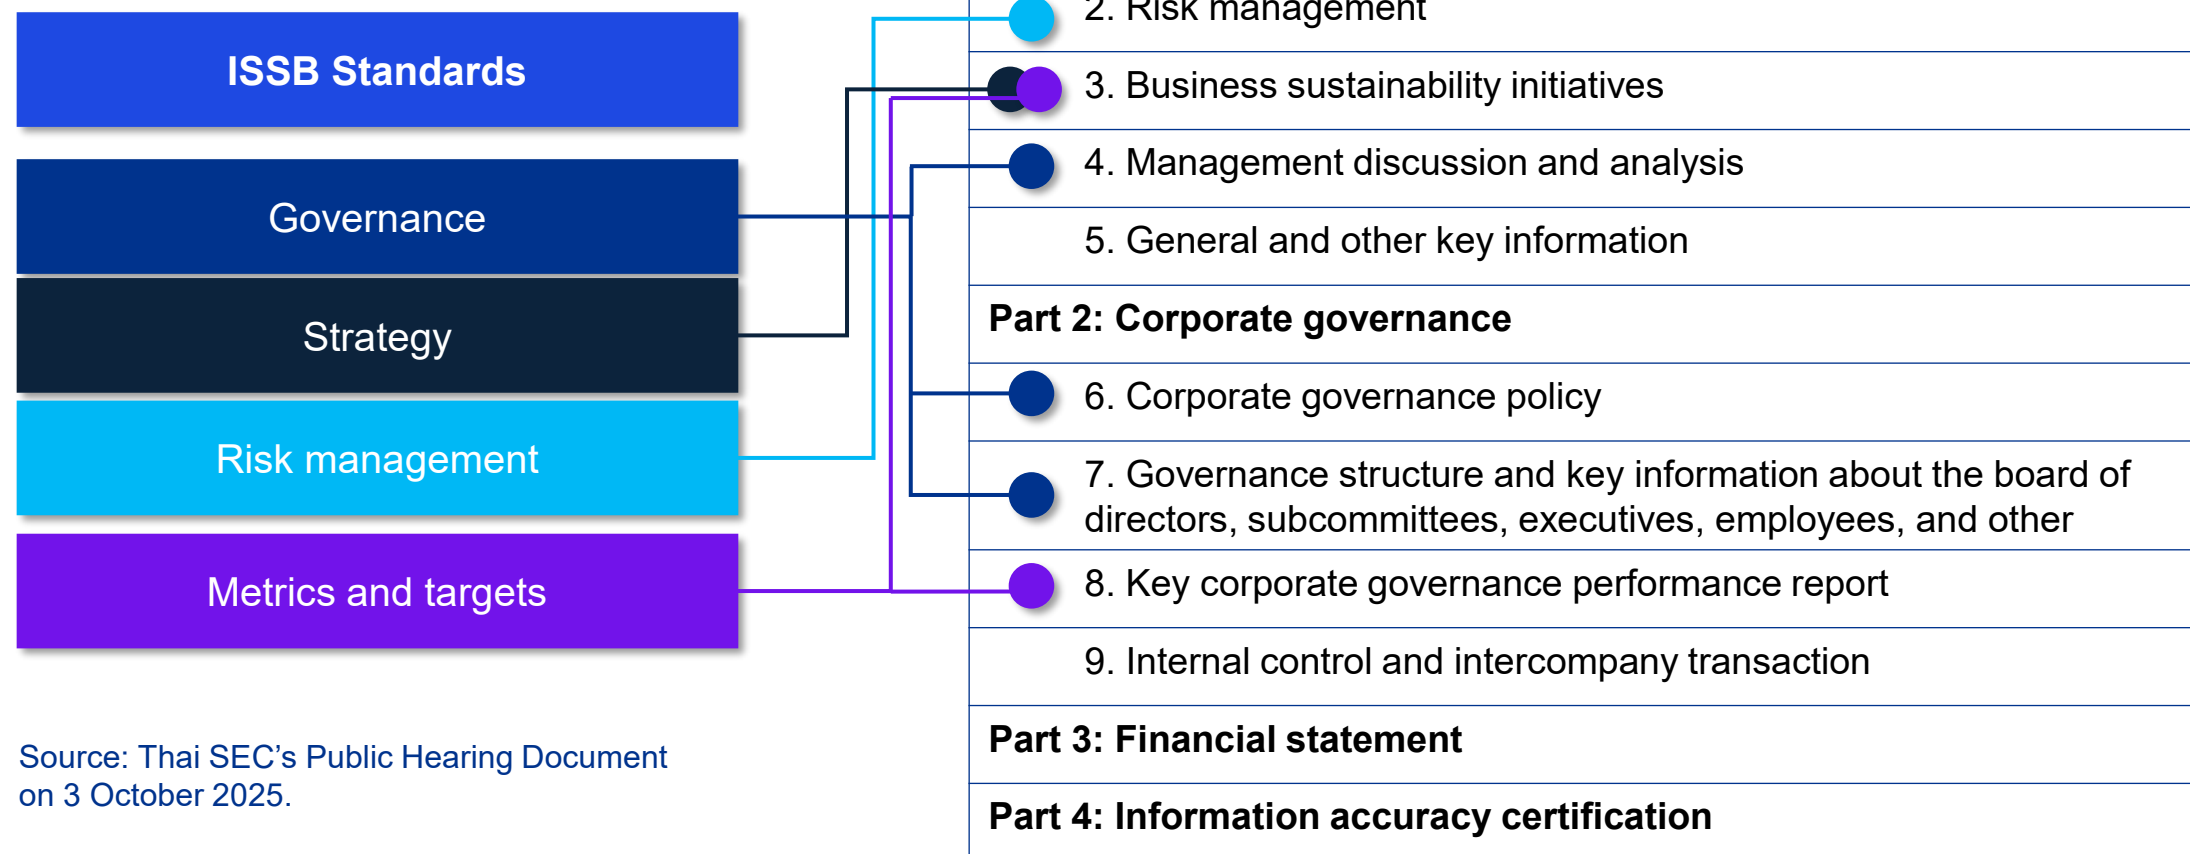 ISSB Standards
Governance
Strategy
Risk management
Metrics and targets
Source: Thai SEC’s Public Hearing Document
on 3 October 2025.
2. Risk management
3. Business sustainability initiatives
4. Management discussion and analysis
5. General and other key information
Part 2: Corporate governance
6. Corporate governance policy
7. Governance structure and key information about the board of
directors, subcommittees, executives, employees, and other
8. Key corporate governance performance report
9. Internal control and intercompany transaction
Part 3: Financial statement
Part 4: Information accuracy certification